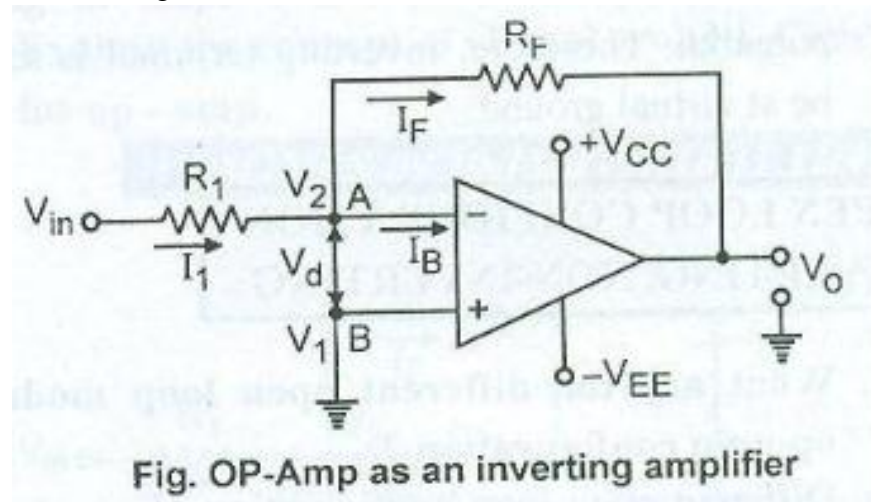 R_F
I_F
+V_CC
R_1
V_2 A
V_in
I_1
V_d
I_B
−
+
V_O
V_1 B
−V_EE
Fig. OP-Amp as an inverting amplifier